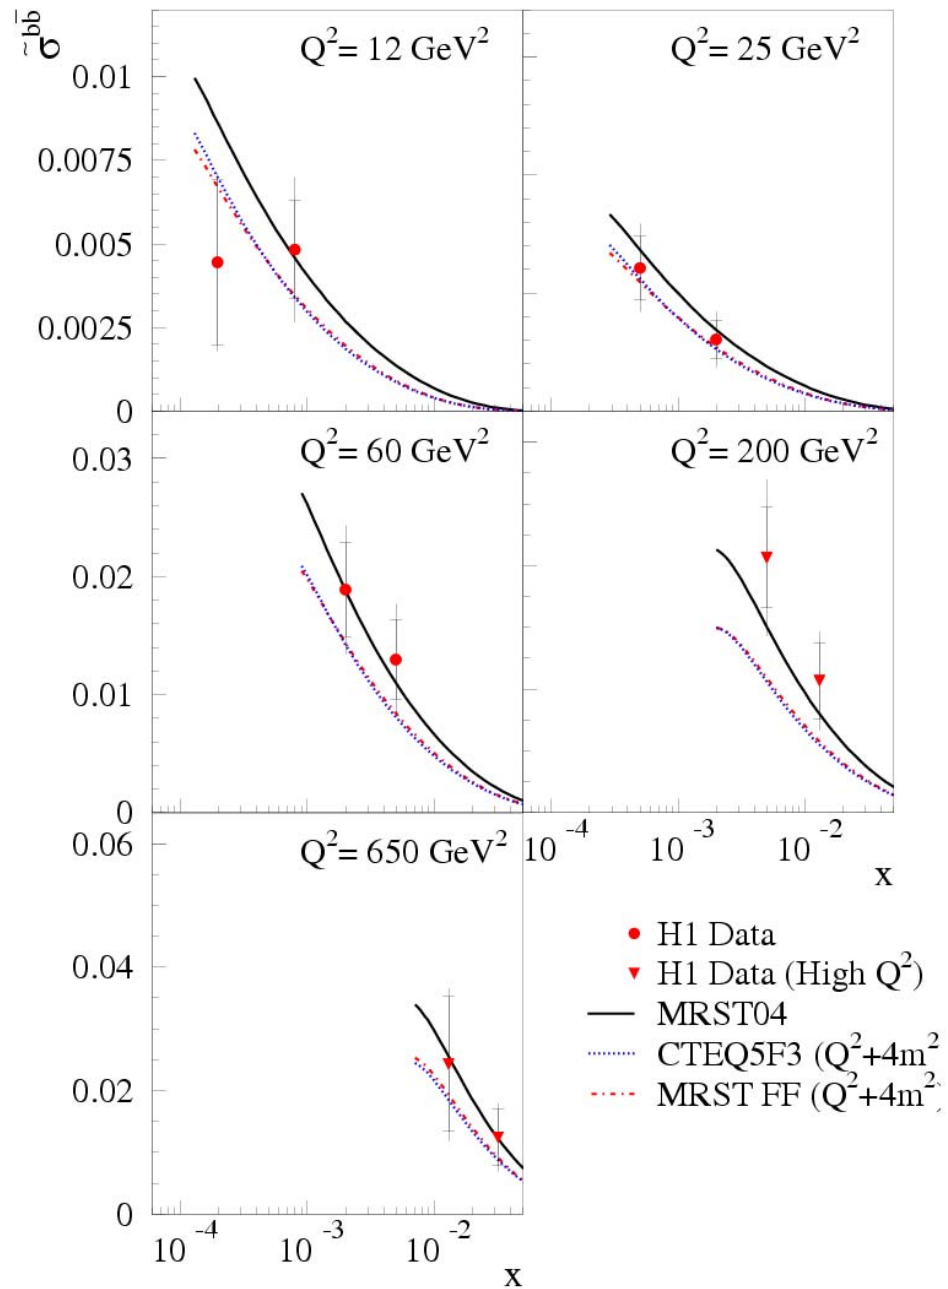 σ̃ᵇᵇ̄
Q²= 12 GeV²
Q²= 25 GeV²
0.01
0.0075
0.005
0.0025
0
Q²= 60 GeV²
Q²= 200 GeV²
0.03
0.02
0.01
0
10⁻⁴ 10⁻³ 10⁻²
x
Q²= 650 GeV²
0.06
0.04
0.02
0
10⁻⁴ 10⁻³ 10⁻²
x
H1 Data
H1 Data (High Q²)
MRST04
CTEQ5F3 (Q²+4m²
MRST FF (Q²+4m²)